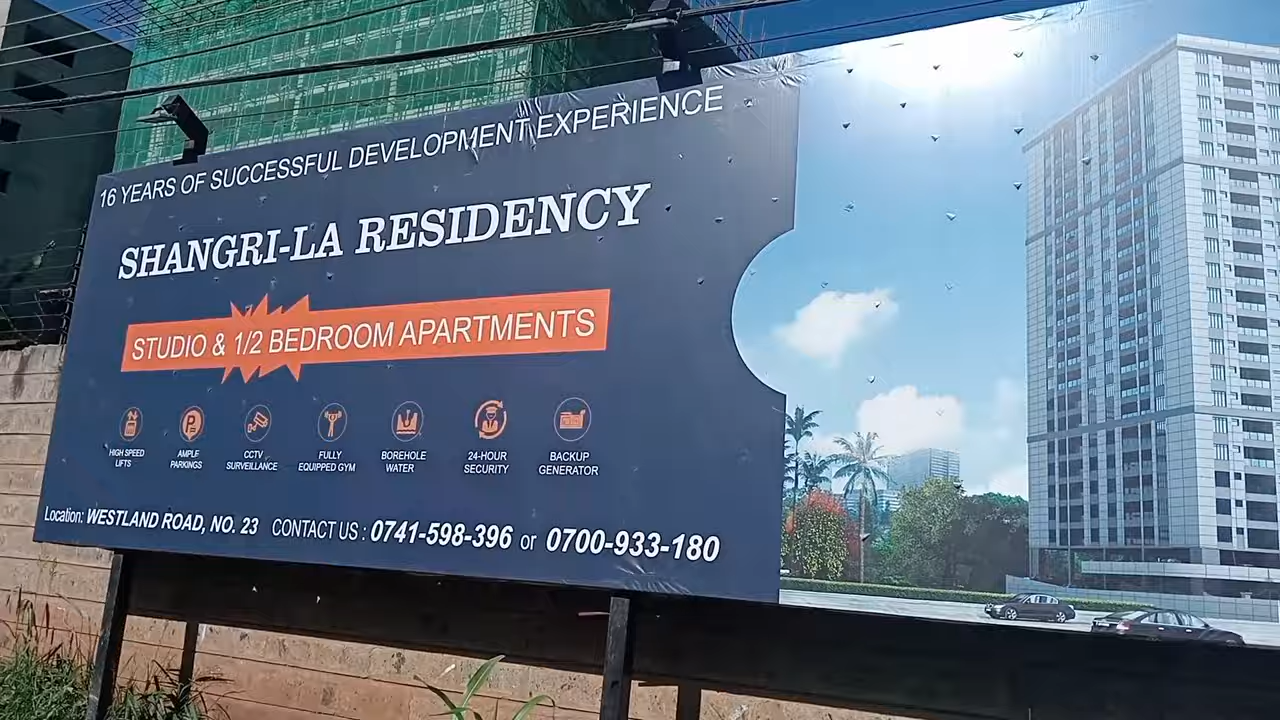 16 YEARS OF SUCCESSFUL DEVELOPMENT EXPERIENCE
SHANGRI-LA RESIDENCY
STUDIO & 1/2 BEDROOM APARTMENTS
HIGH SPEED
LIFTS
AMPLE
PARKINGS
CCTV
SURVEILLANCE
FULLY
EQUIPPED GYM
BOREHOLE
WATER
24-HOUR
SECURITY
BACKUP
GENERATOR
Location: WESTLAND ROAD, NO. 23 CONTACT US : 0741-598-396 or 0700-933-180